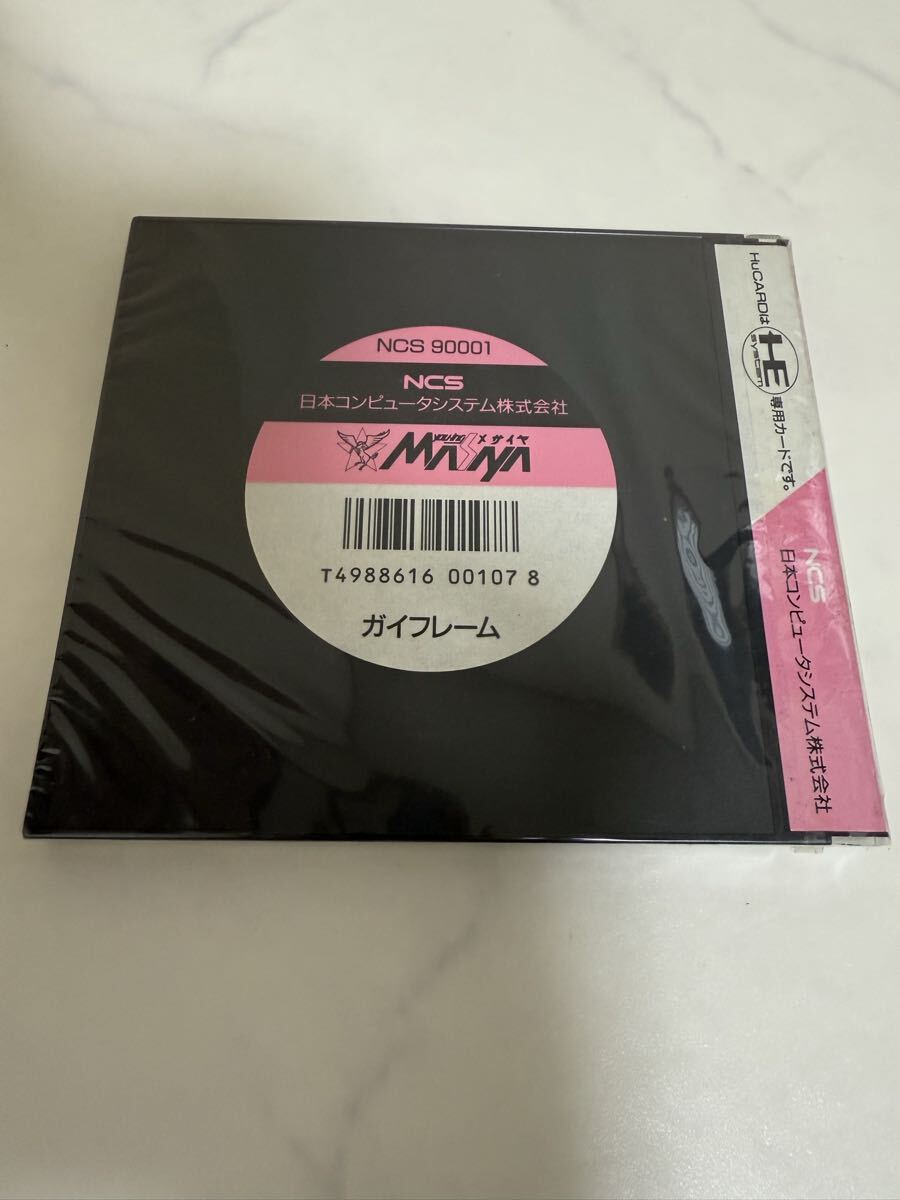 NCS 90001
NCS
日本コンピュータシステム株式会社
young メサイヤ
MASAYA
T4988616 00107 8
ガイフレーム
HuCARDは HE system 専用カードです。
NCS
日本コンピュータシステム株式会社